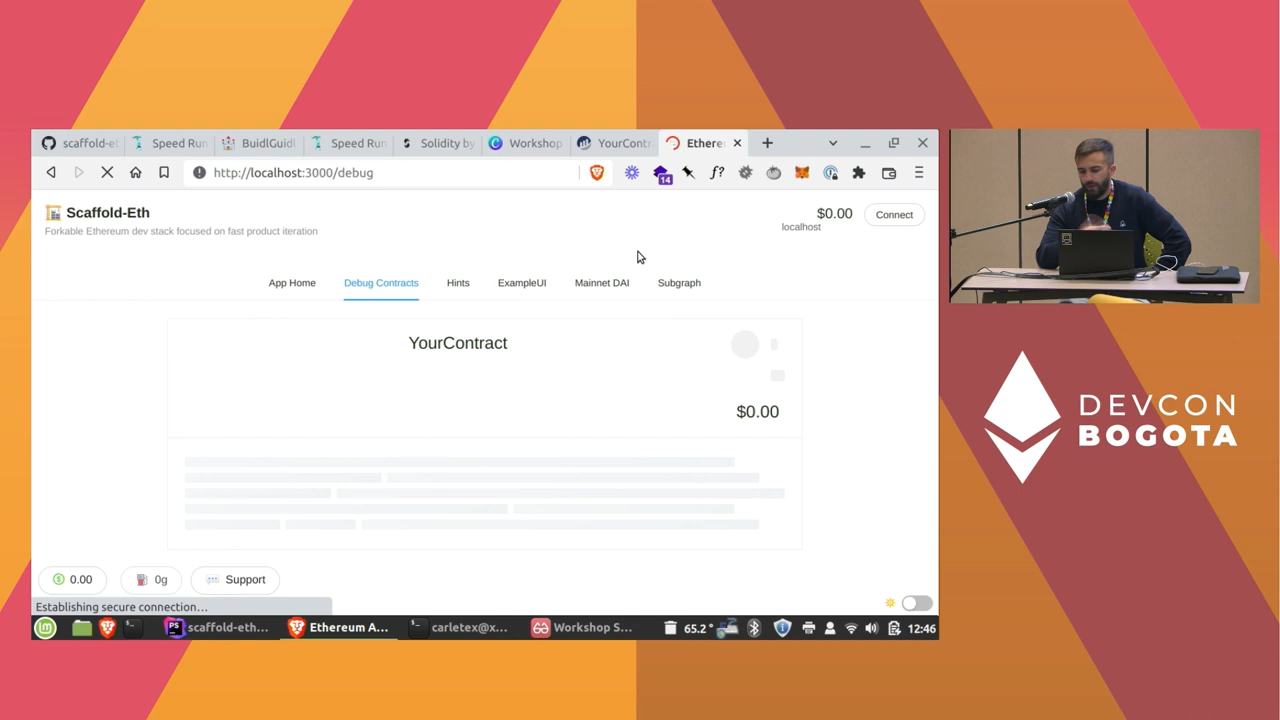 scaffold-et
Speed Run
BuidlGuidl
Speed Run
Solidity by
Workshop
YourContr
Ethere
http://localhost:3000/debug
14
f?
Scaffold-Eth
Forkable Ethereum dev stack focused on fast product iteration
$0.00
localhost
Connect
App Home
Debug Contracts
Hints
ExampleUI
Mainnet DAI
Subgraph
YourContract
$0.00
0.00
0g
Support
Establishing secure connection...
PS
scaffold-eth...
Ethereum A...
carletex@x...
Workshop S...
65.2°
12:46
DEVCON
BOGOTA